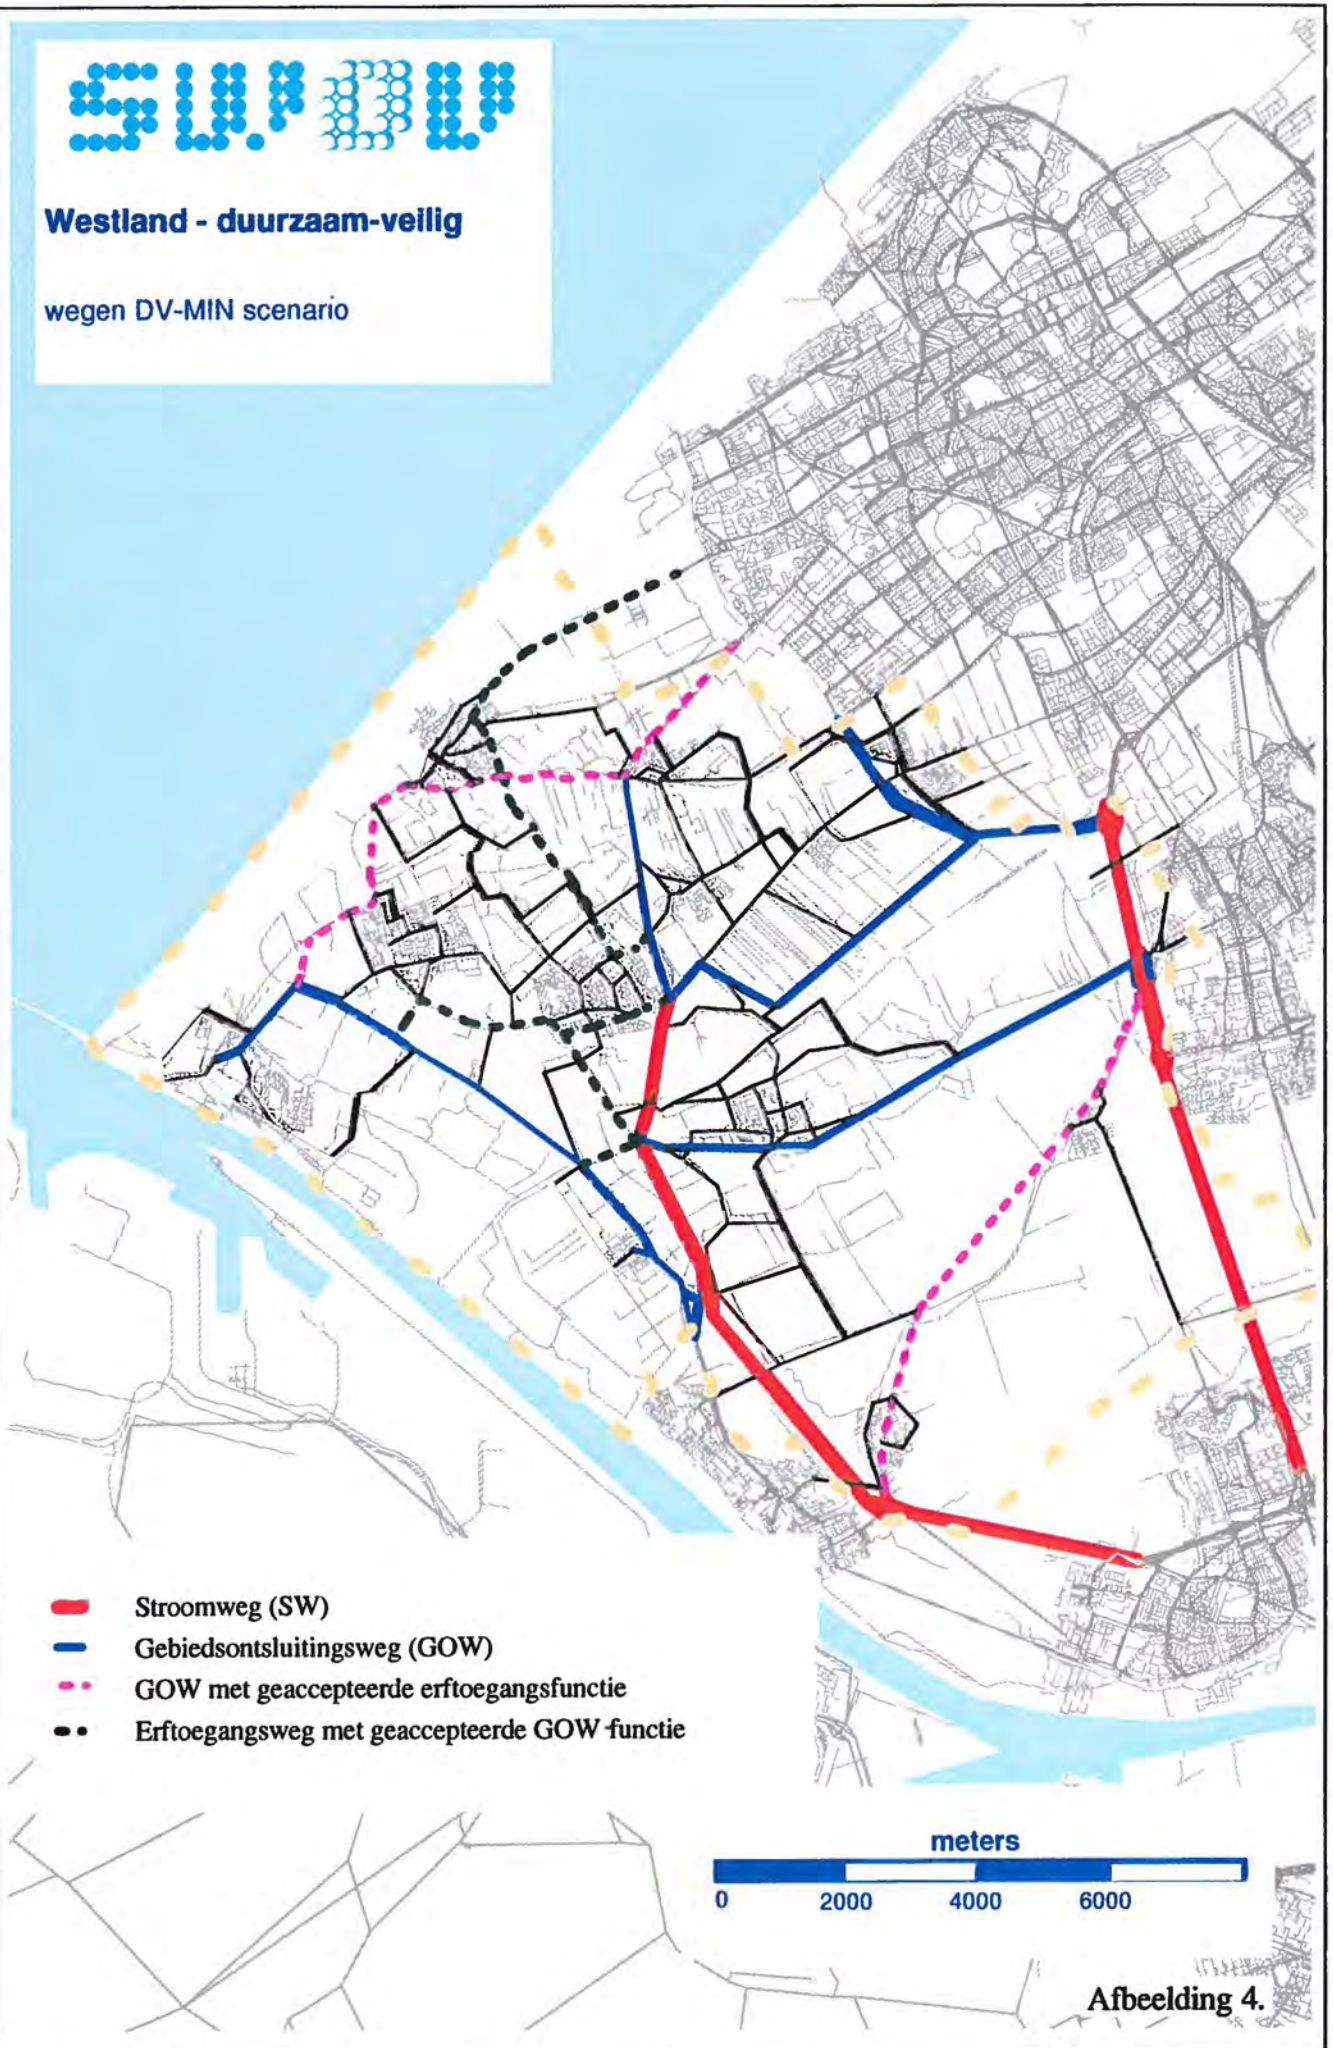 SWOV
Westland - duurzaam-veilig
wegen DV-MIN scenario
Stroomweg (SW)
Gebiedsontsluitingsweg (GOW)
GOW met geaccepteerde erftoegangsfunctie
Erftoegangsweg met geaccepteerde GOW-functie
meters
0 2000 4000 6000
Afbeelding 4.